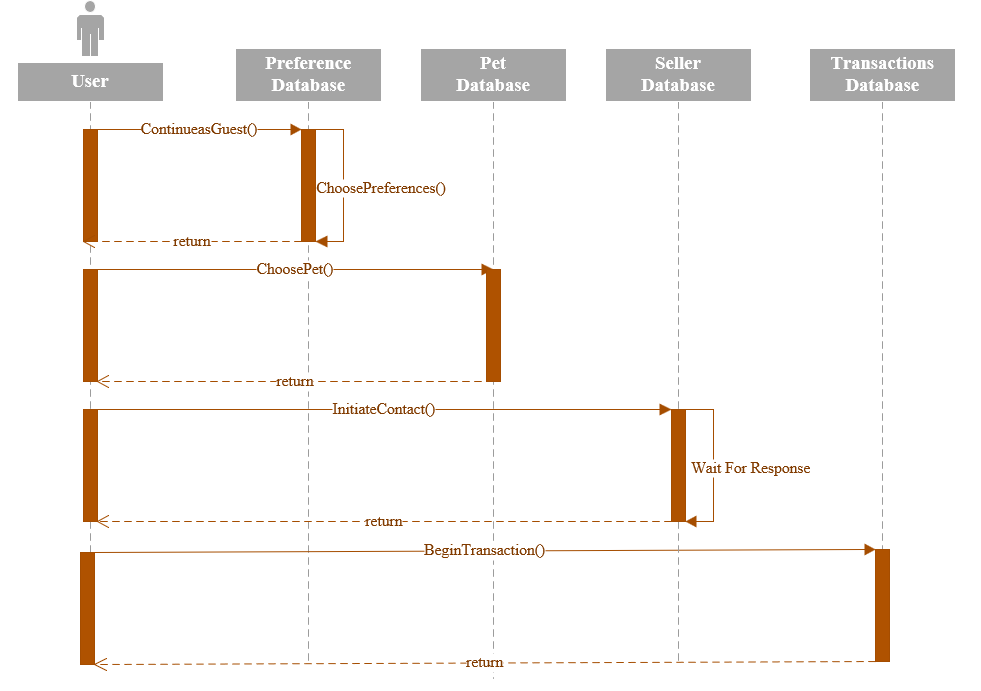 User
Preference
Database
Pet
Database
Seller
Database
Transactions
Database
ContinueasGuest()
ChoosePreferences()
return
ChoosePet()
return
InitiateContact()
Wait For Response
return
BeginTransaction()
return